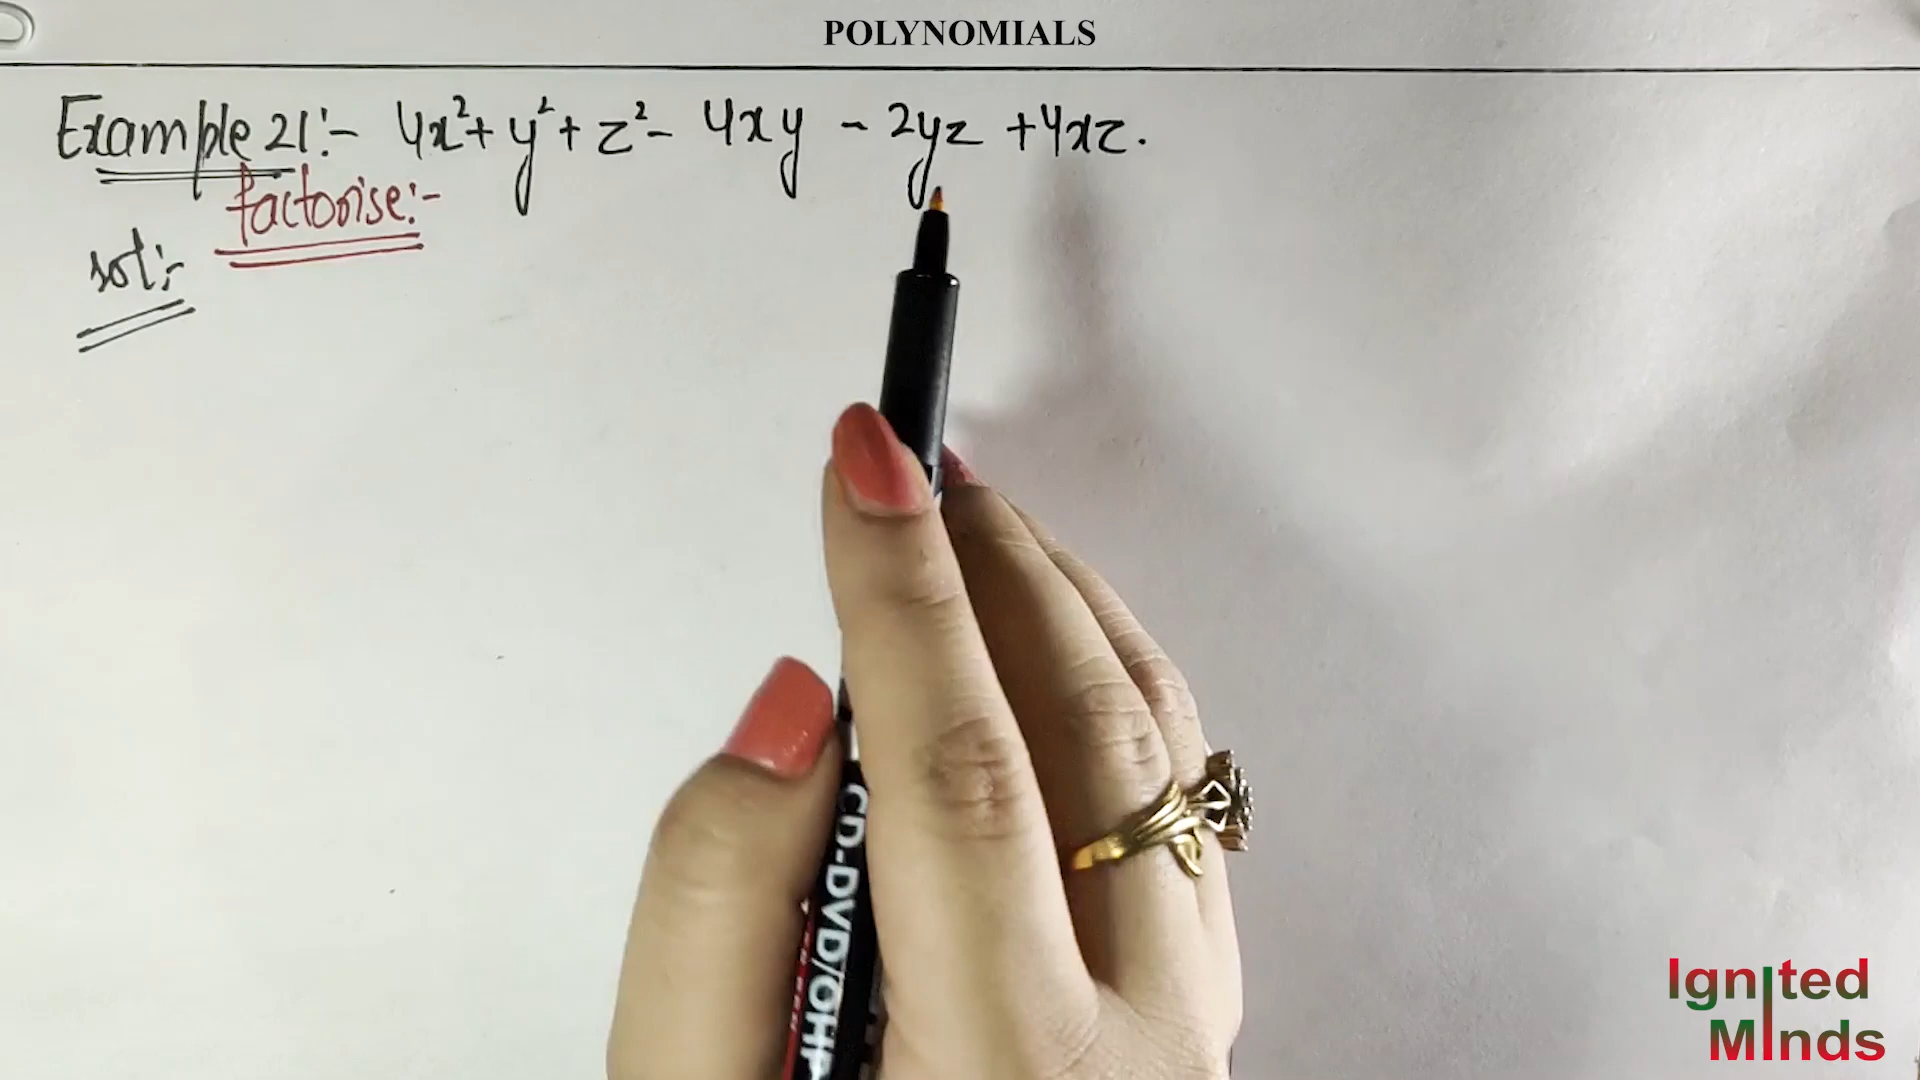 POLYNOMIALS
Example 21:- 4x²+ y²+ z²- 4xy - 2yz +4xz.
factorise:-
sol:-
CD-DVD/OHP
Ignited
Minds